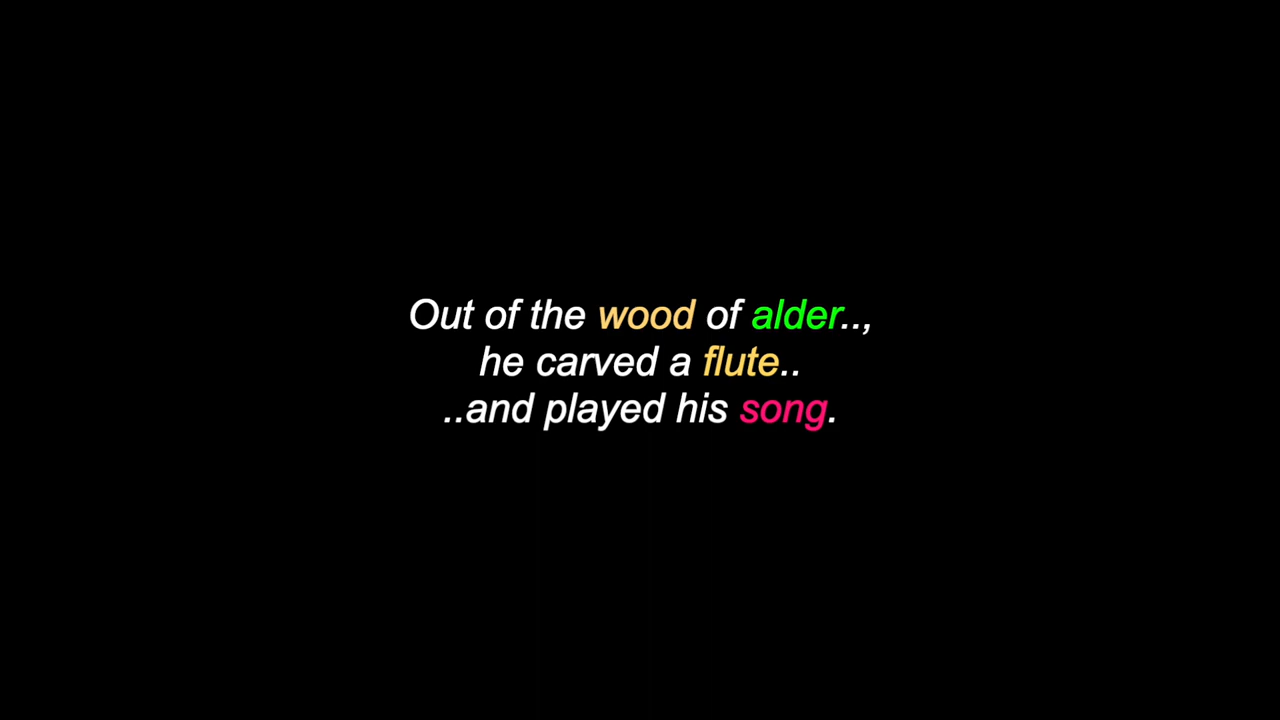 Out of the wood of alder..,
he carved a flute..
..and played his song.